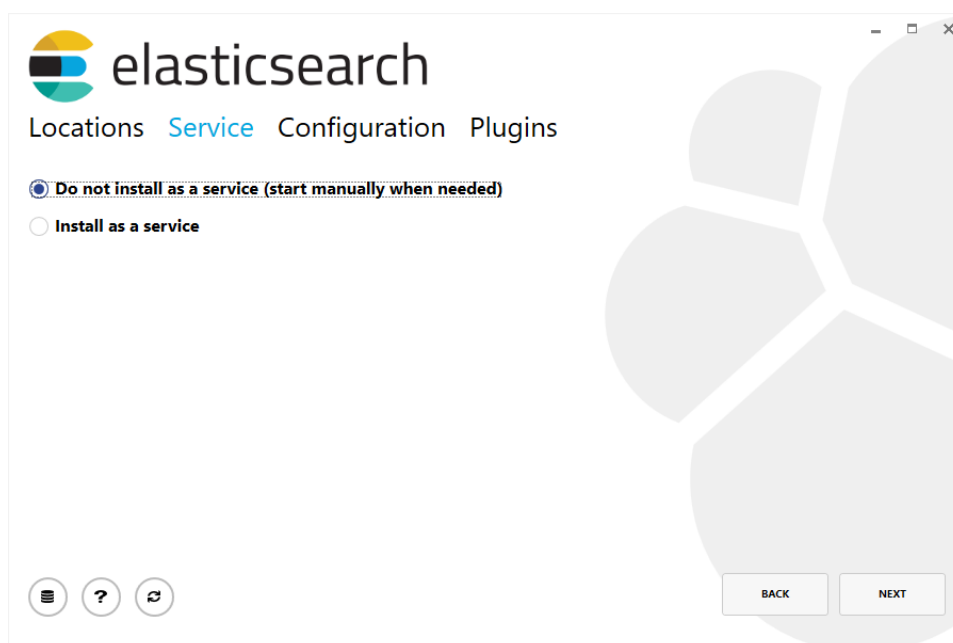 elasticsearch
Locations Service Configuration Plugins
Do not install as a service (start manually when needed)
Install as a service
? BACK NEXT